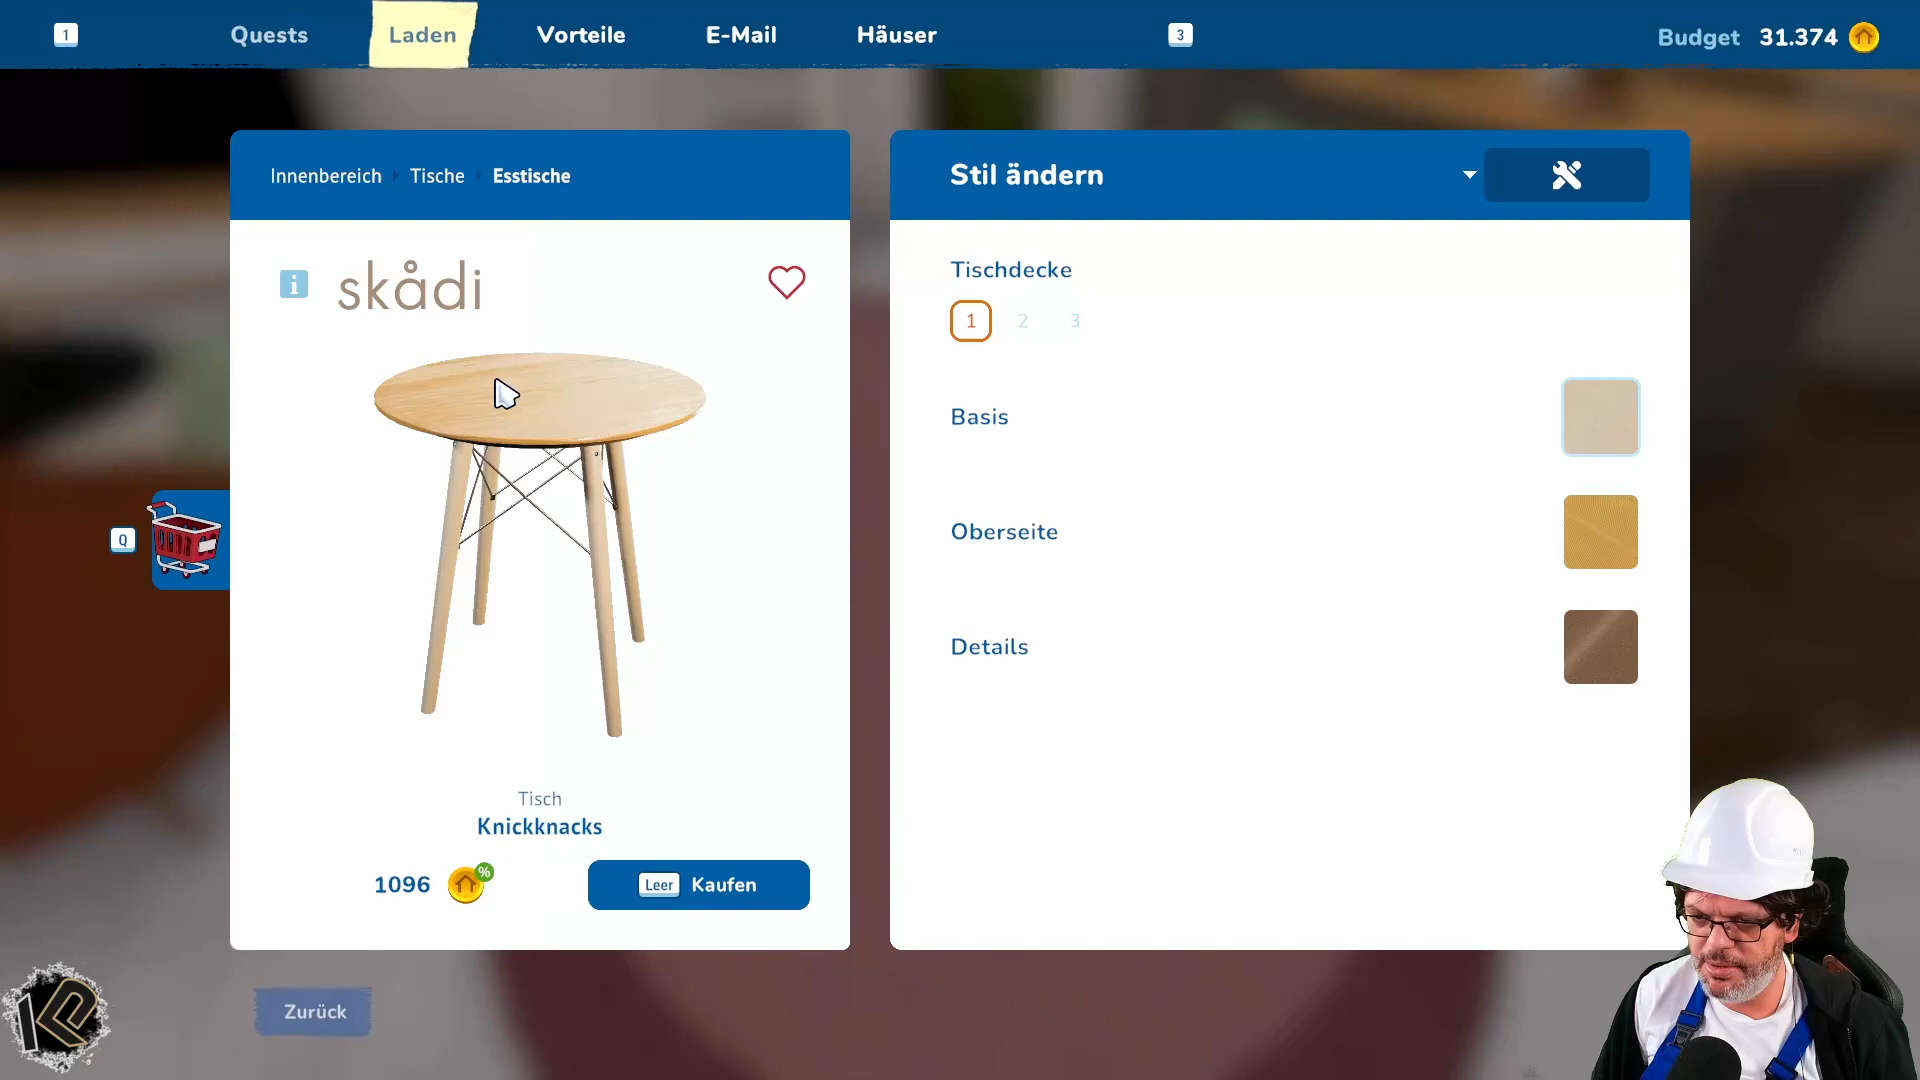 1
Quests
Laden
Vorteile
E-Mail
Häuser
3
Budget 31.374
Innenbereich Tische Esstische
Stil ändern
i
skådi
Tischdecke
1 2 3
Basis
Oberseite
Q
Details
Tisch
Knickknacks
1096
%
Leer Kaufen
Zurück